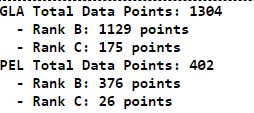 GLA Total Data Points: 1304
- Rank B: 1129 points
- Rank C: 175 points
PEL Total Data Points: 402
- Rank B: 376 points
- Rank C: 26 points